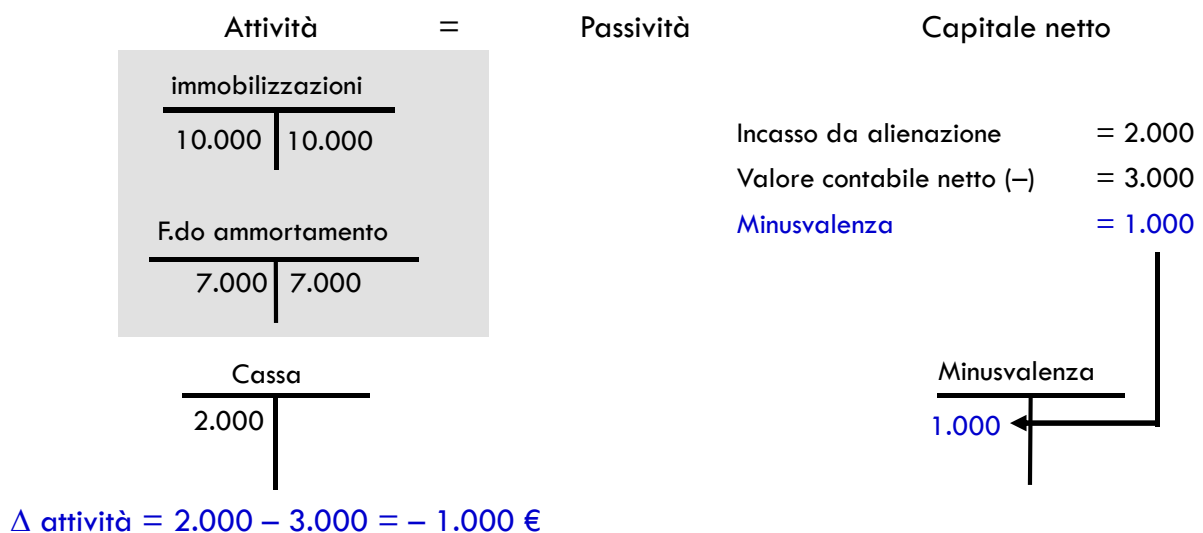 Attività = Passività Capitale netto
immobilizzazioni
10.000 10.000
Incasso da alienazione = 2.000
Valore contabile netto (–) = 3.000
Minusvalenza = 1.000
F.do ammortamento
7.000 7.000
Cassa
2.000
Minusvalenza
1.000
Δ attività = 2.000 – 3.000 = – 1.000 €